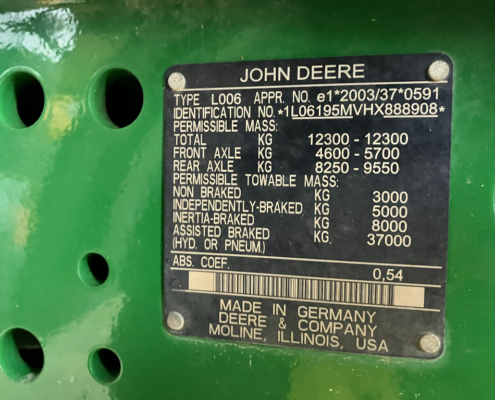 JOHN DEERE
TYPE L006 APPR. NO. e1*2003/37*0591
IDENTIFICATION NO. *1L06195MVHX888908*
PERMISSIBLE MASS:
TOTAL KG 12300 - 12300
FRONT AXLE KG 4600 - 5700
REAR AXLE KG 8250 - 9550
PERMISSIBLE TOWABLE MASS:
NON BRAKED KG 3000
INDEPENDENTLY-BRAKED KG 5000
INERTIA-BRAKED KG 8000
ASSISTED BRAKED KG. 37000
(HYD. OR PNEUM.)
ABS. COEF. 0,54
MADE IN GERMANY
DEERE & COMPANY
MOLINE, ILLINOIS, USA